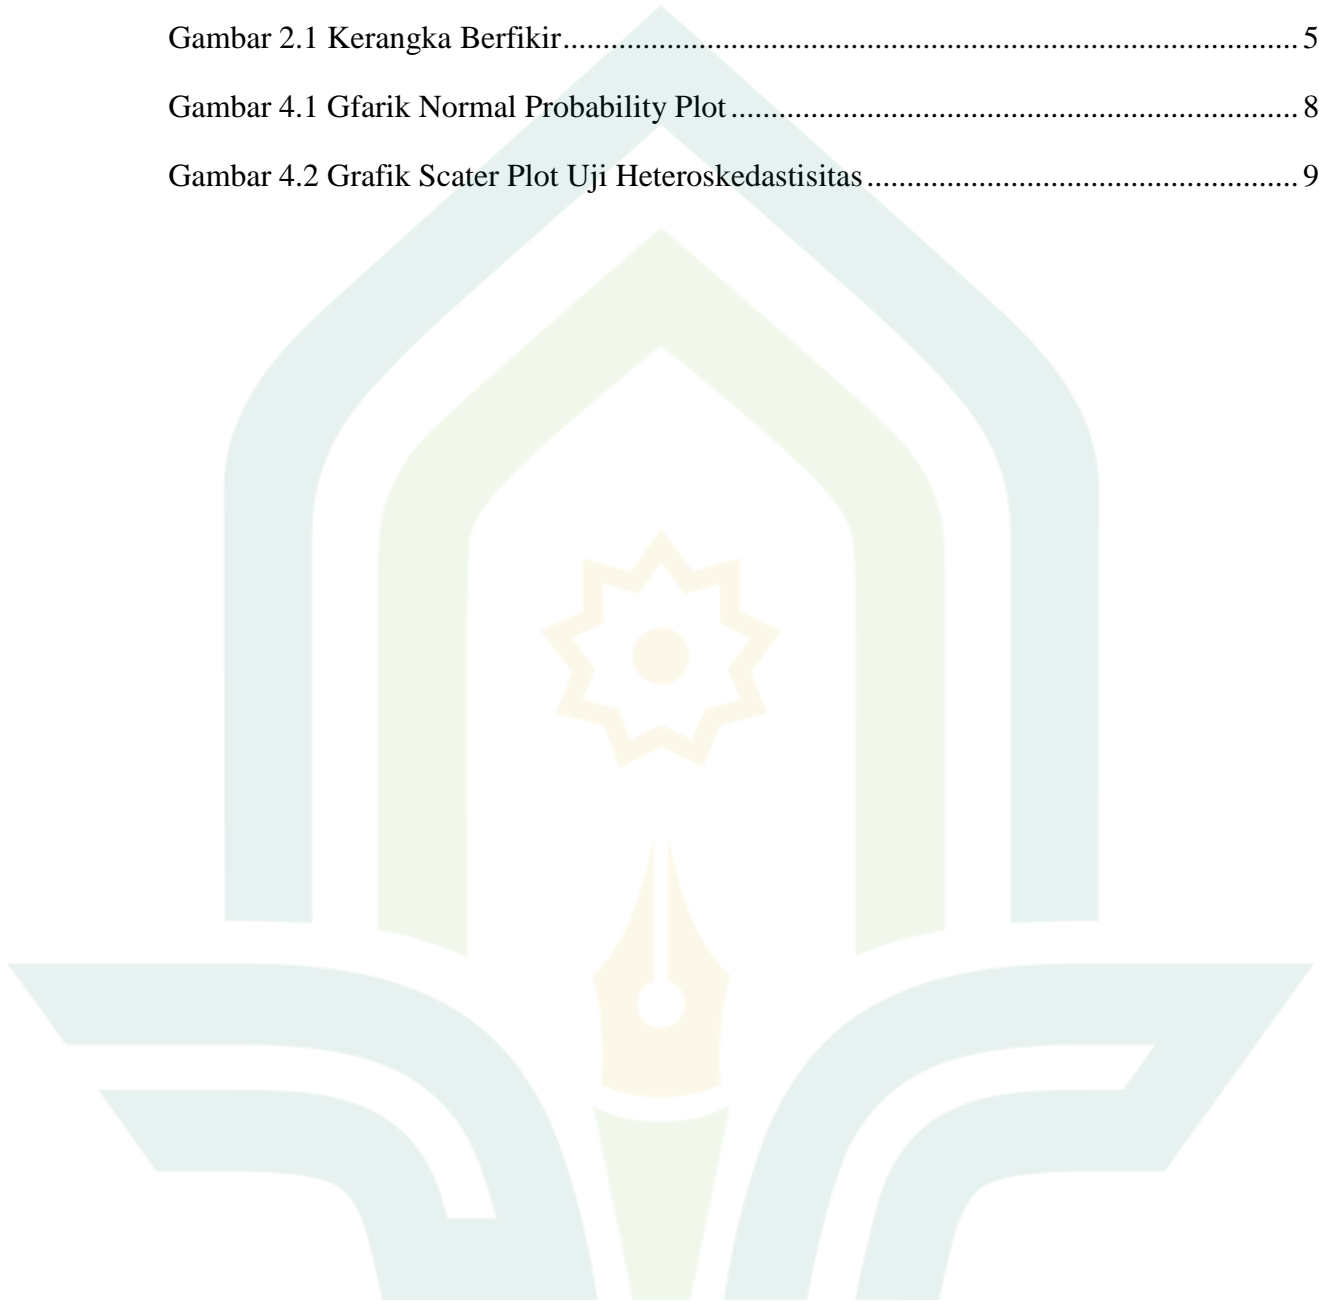 Gambar 2.1 Kerangka Berfikir........................................................................................... 5
Gambar 4.1 Gfarik Normal Probability Plot...................................................................... 8
Gambar 4.2 Grafik Scater Plot Uji Heteroskedastisitas..................................................... 9